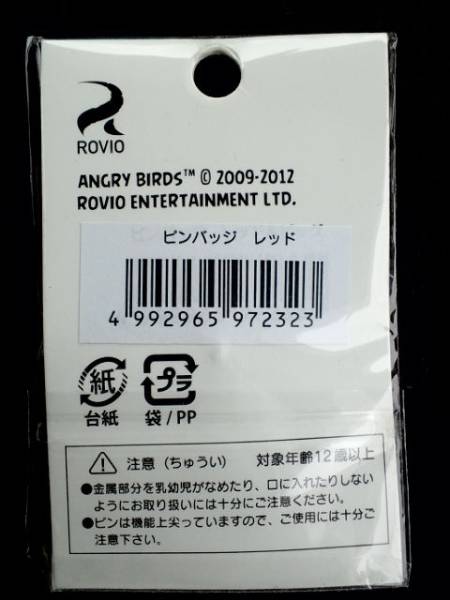 ROVIO
ANGRY BIRDS™ © 2009-2012
ROVIO ENTERTAINMENT LTD.
ピンバッジ　レッド
4 992965 972323
紙 プラ
台紙 袋/PP
注意（ちゅうい） 対象年齢12歳以上
●金属部分を乳幼児がなめたり、口に入れたりしない
ようにお取り扱いには十分にご注意ください。
●ピンは機能上尖っていますので、ご使用には十分ご
注意下さい。